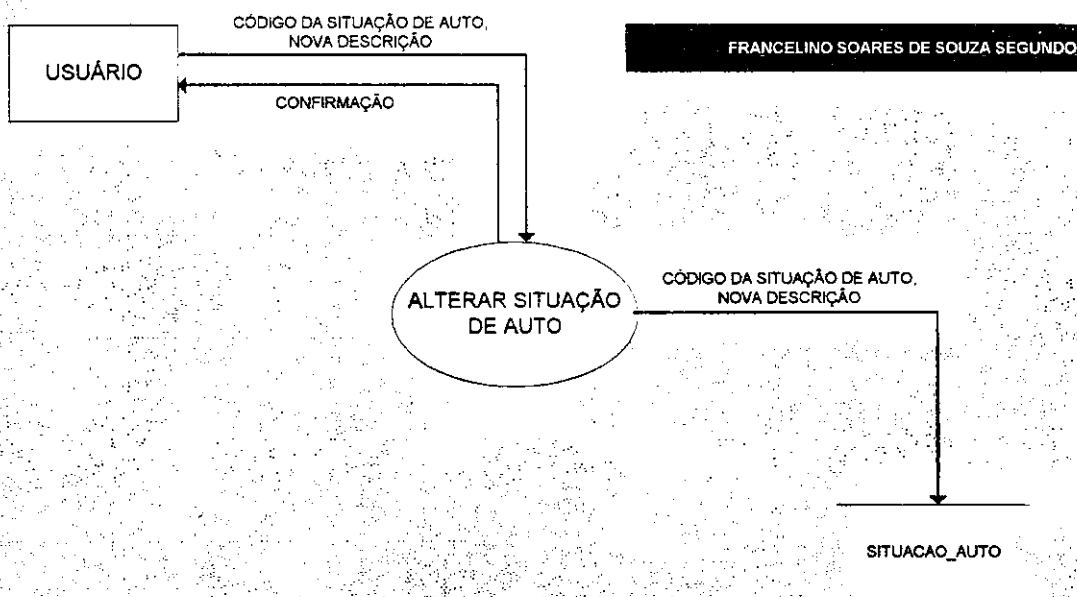 CÓDIGO DA SITUAÇÃO DE AUTO,
NOVA DESCRIÇÃO
FRANCELINO SOARES DE SOUZA SEGUNDO
USUÁRIO
CONFIRMAÇÃO
ALTERAR SITUAÇÃO
DE AUTO
CÓDIGO DA SITUAÇÃO DE AUTO,
NOVA DESCRIÇÃO
SITUACAO_AUTO